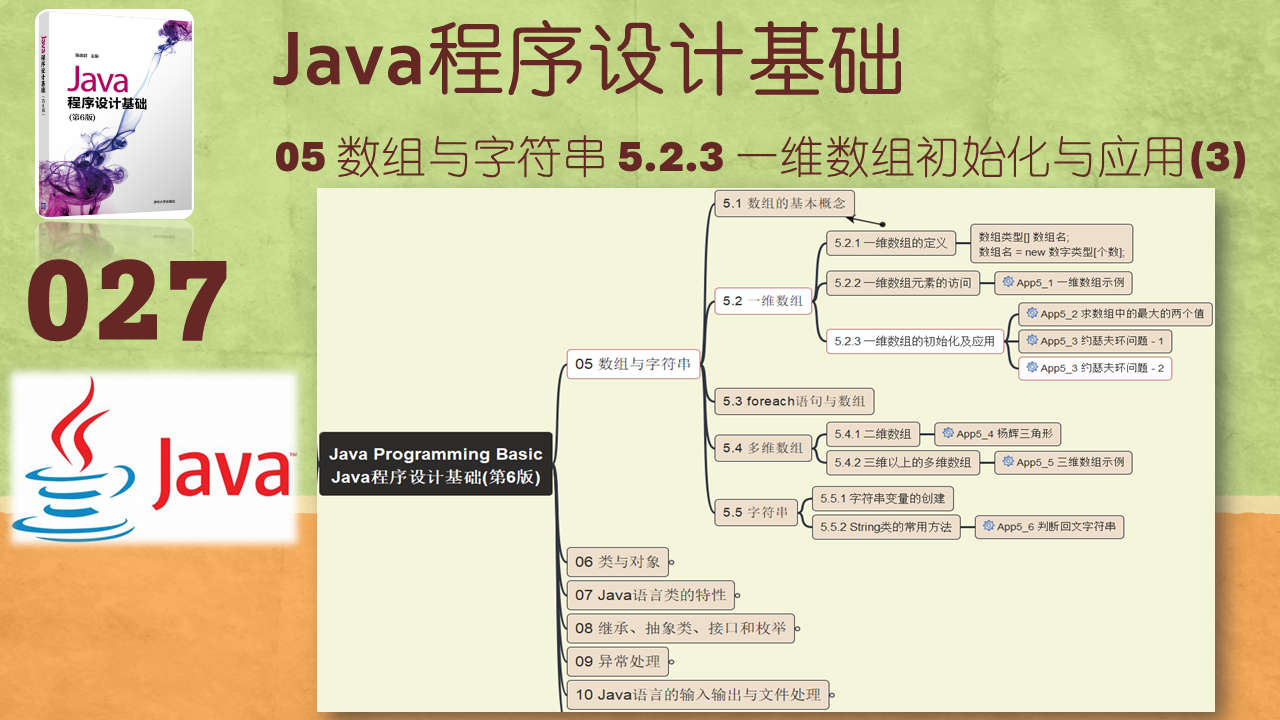 Java程序设计基础
05 数组与字符串 5.2.3 一维数组初始化与应用(3)
陈国君 主编
Java
程序设计基础
(第6版)
清华大学出版社
027
Java™
Java Programming Basic
Java程序设计基础(第6版)
05 数组与字符串
5.1 数组的基本概念
5.2 一维数组
5.2.1 一维数组的定义
数组类型[] 数组名;
数组名 = new 数字类型[个数];
5.2.2 一维数组元素的访问
App5_1 一维数组示例
5.2.3 一维数组的初始化及应用
App5_2 求数组中的最大的两个值
App5_3 约瑟夫环问题 - 1
App5_3 约瑟夫环问题 - 2
5.3 foreach语句与数组
5.4 多维数组
5.4.1 二维数组
App5_4 杨辉三角形
5.4.2 三维以上的多维数组
App5_5 三维数组示例
5.5 字符串
5.5.1 字符串变量的创建
5.5.2 String类的常用方法
App5_6 判断回文字符串
06 类与对象
07 Java语言类的特性
08 继承、抽象类、接口和枚举
09 异常处理
10 Java语言的输入输出与文件处理